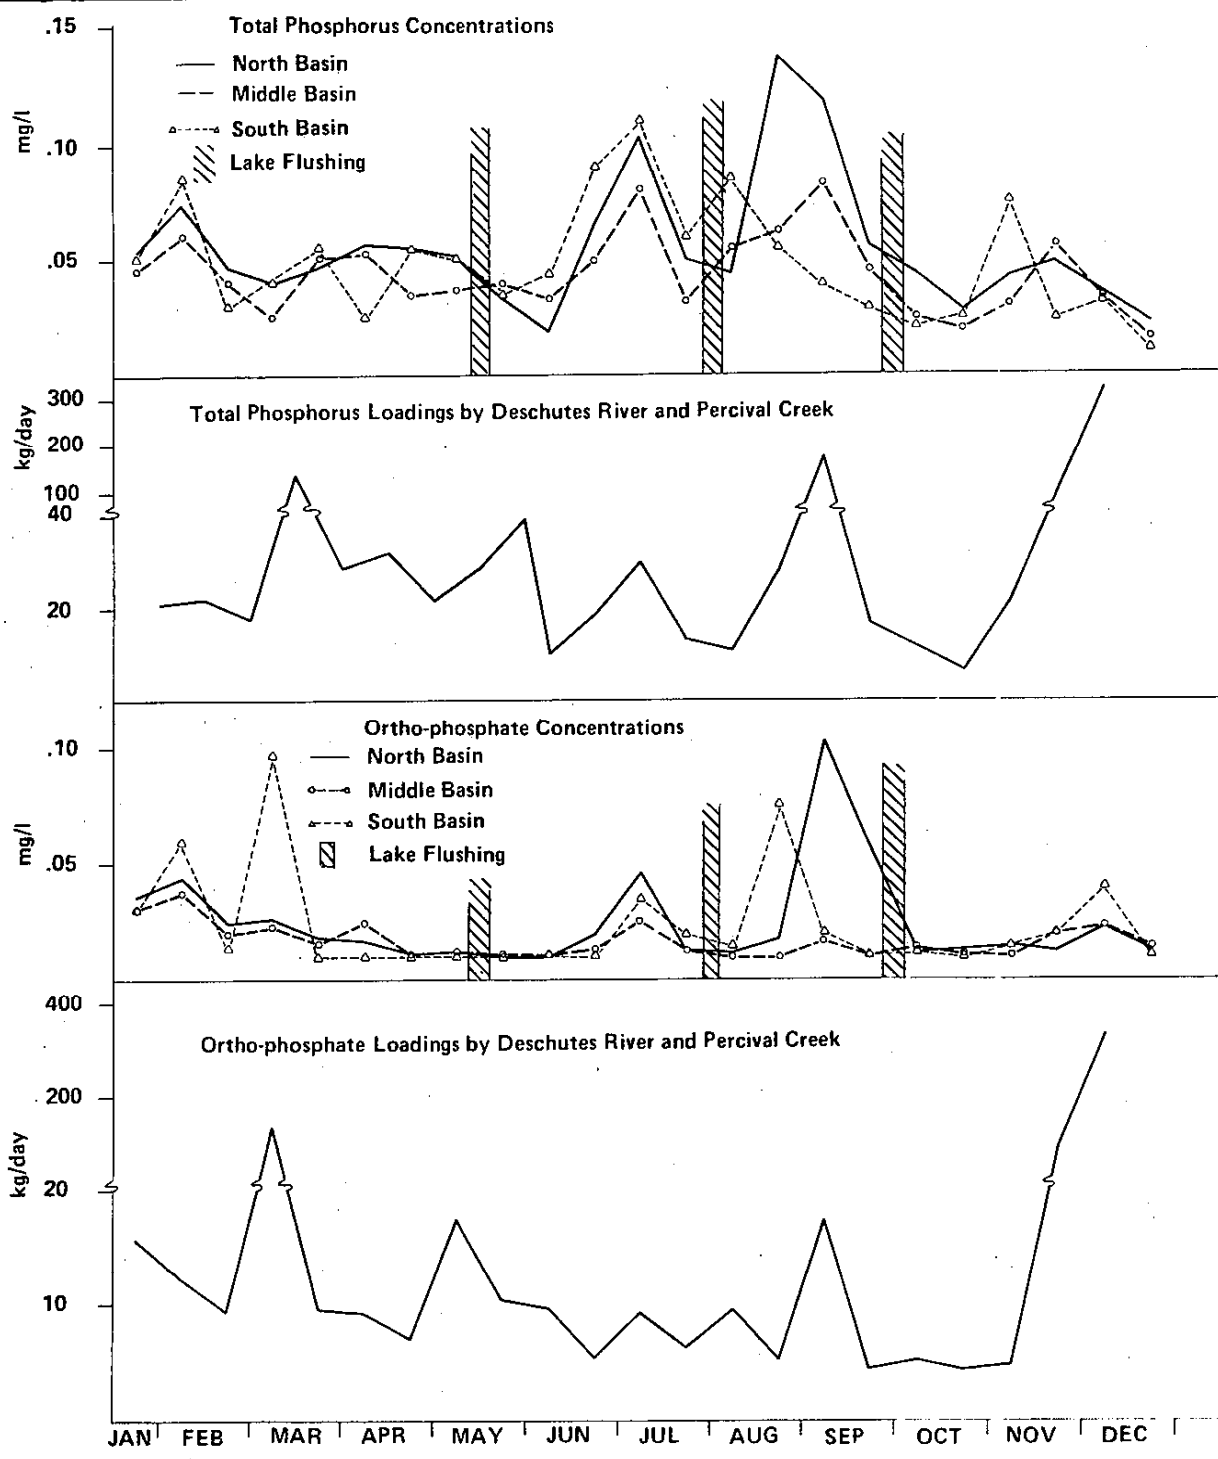 .15
Total Phosphorus Concentrations
North Basin
Middle Basin
South Basin
Lake Flushing
mg/l
.10
.05
300
Total Phosphorus Loadings by Deschutes River and Percival Creek
kg/day
200
100
40
20
Ortho-phosphate Concentrations
.10
North Basin
Middle Basin
South Basin
Lake Flushing
mg/l
.05
400
Ortho-phosphate Loadings by Deschutes River and Percival Creek
200
kg/day
20
10
JAN FEB MAR APR MAY JUN JUL AUG SEP OCT NOV DEC